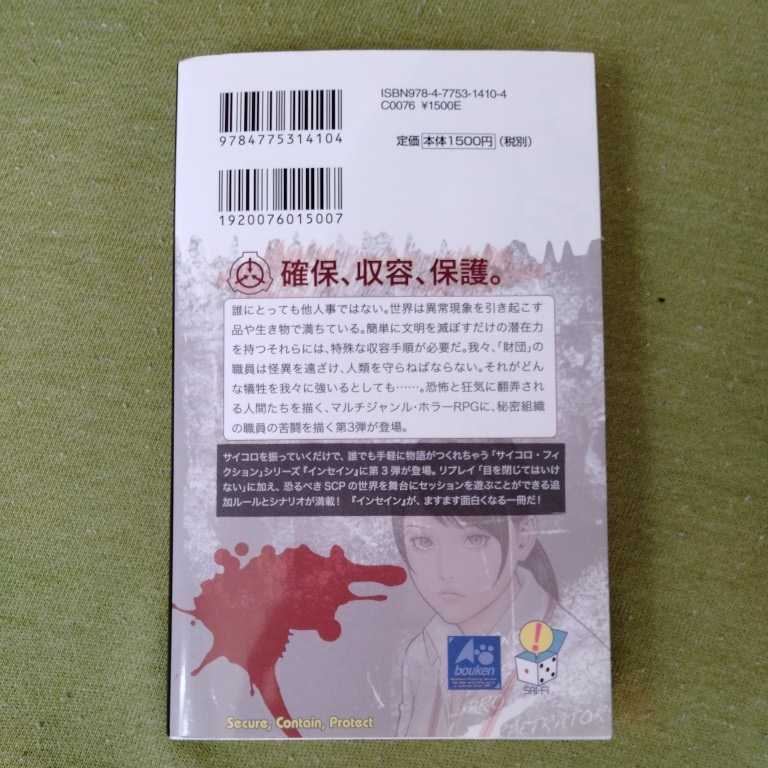 ISBN978-4-7753-1410-4
C0076 ¥1500E
9784775314104
定価 本体1500円 (税別)
1920076015007
確保、収容、保護。
誰にとっても他人事ではない。世界は異常現象を引き起こす
品や生き物で満ちている。簡単に文明を滅ぼすだけの潜在力
を持つそれらには、特殊な収容手順が必要だ。我々、「財団」の
職員は怪異を遠ざけ、人類を守らねばならない。それがどん
な犠牲を我々に強いるとしても……。恐怖と狂気に翻弄され
る人間たちを描く、マルチジャンル・ホラーRPGに、秘密組織
の職員の苦闘を描く第3弾が登場。
サイコロを振っていくだけで、誰でも手軽に物語がつくれちゃう「サイコロ・フィ
クション」シリーズ『インセイン』に第3弾が登場。リプレイ「目を閉じてはいけ
ない」に加え、恐るべきSCPの世界を舞台にセッションを遊ぶことができる追
加ルールとシナリオが満載！ 『インセイン』が、ますます面白くなる一冊だ！
bouken
SAI-FI
Secure, Contain, Protect